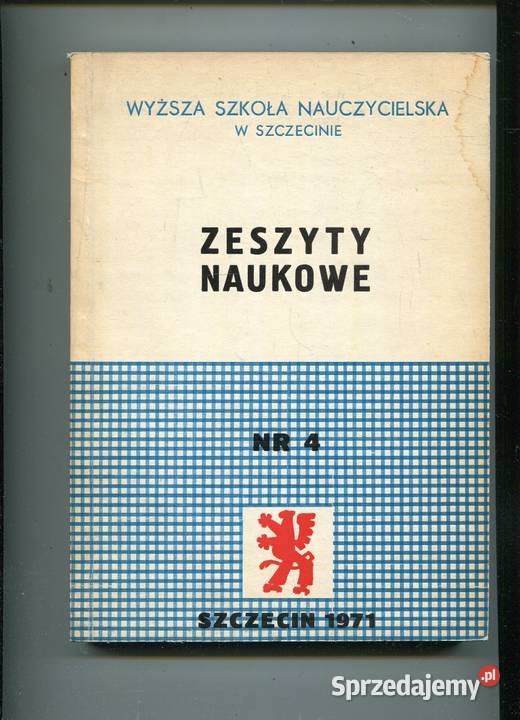 WYŻSZA SZKOŁA NAUCZYCIELSKA
W SZCZECINIE
ZESZYTY
NAUKOWE
NR 4
SZCZECIN 1971
Sprzedajemy.pl